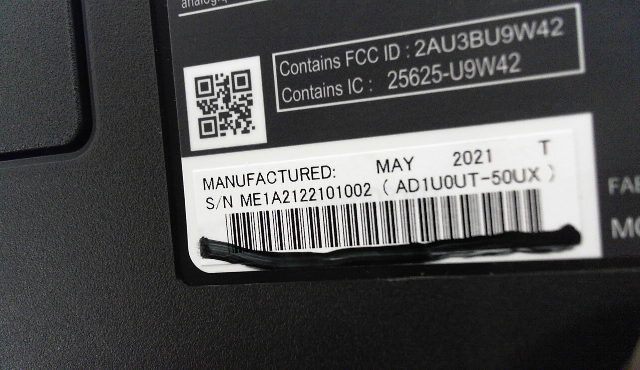 Contains FCC ID : 2AU3BU9W42
Contains IC : 25625-U9W42
MANUFACTURED: MAY 2021 T
S/N ME1A2122101002 ( AD1U0UT-50UX )